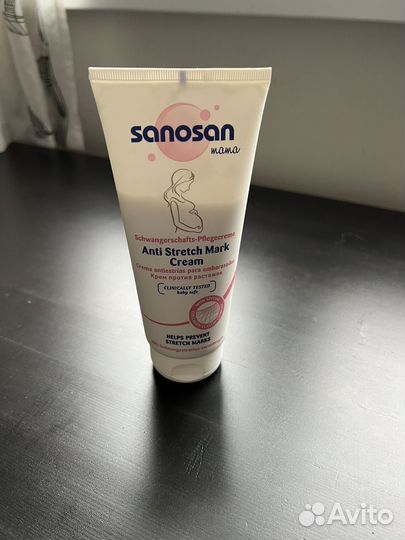 sanosan
mama
Schwangerschafts-Pflegecreme
Anti Stretch Mark
Cream
Crema antiestrías para embarazadas
Крем против растяжек
CLINICALLY TESTED
baby safe
HELPS PREVENT
STRETCH MARKS
Avito